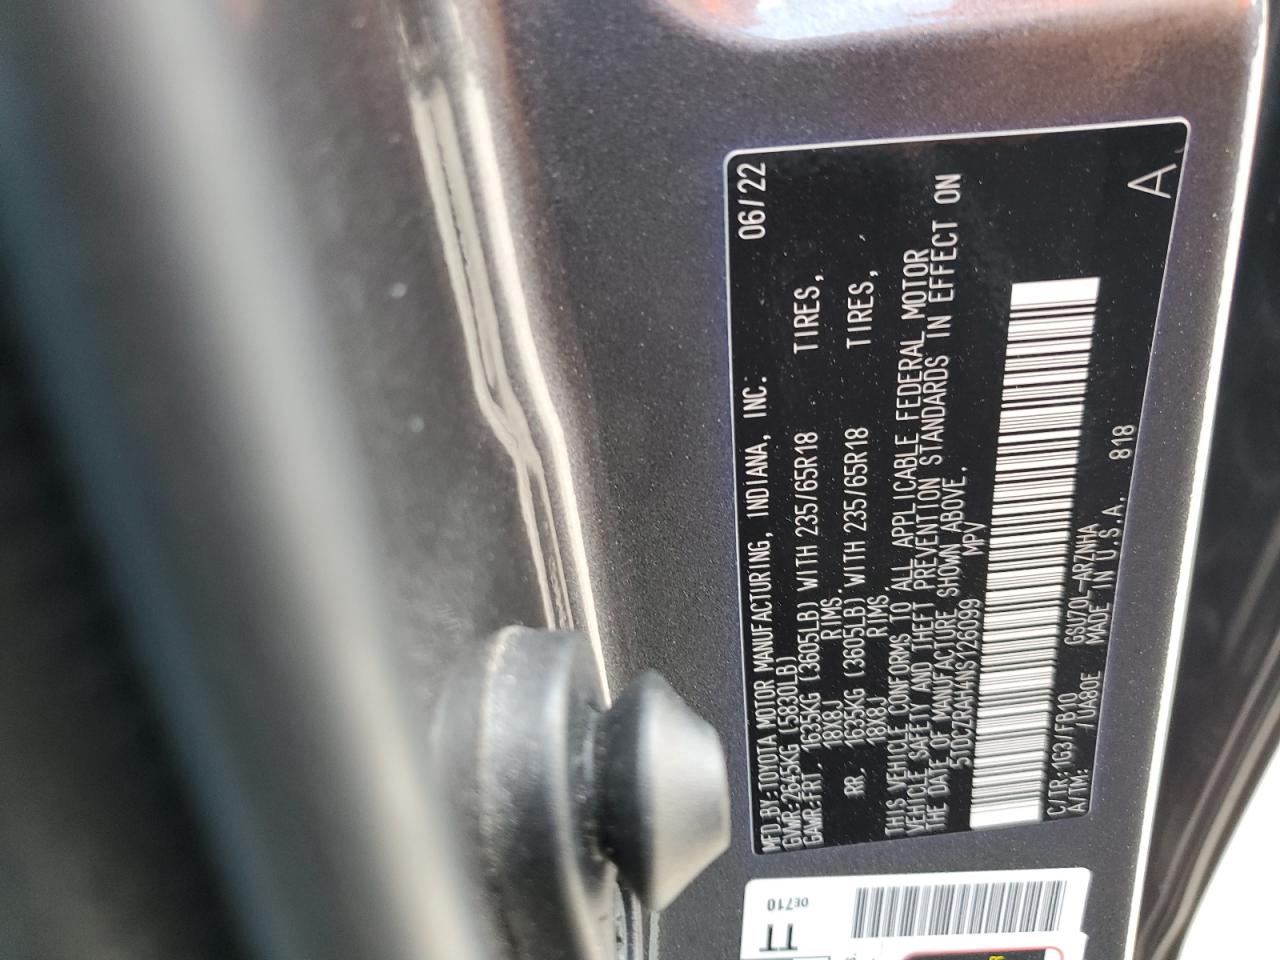 MFD.BY:TOYOTA MOTOR MANUFACTURING, INDIANA, INC. 06/22
GVWR:2645KG (5830LB)
GAWR:FRT. 1635KG (3605LB) WITH 235/65R18 TIRES,
18X8J RIMS,
RR. 1635KG (3605LB) WITH 235/65R18 TIRES,
18X8J RIMS,
THIS VEHICLE CONFORMS TO ALL APPLICABLE FEDERAL MOTOR
VEHICLE SAFETY AND THEFT PREVENTION STANDARDS IN EFFECT ON
THE DATE OF MANUFACTURE SHOWN ABOVE.
5TDC2RAH4NS126099 MPV
C/TR:1G3/FB10 GSU70L-ARZNHA
A/TM: /UA80E MADE IN U.S.A. 818
A
0E710
TT